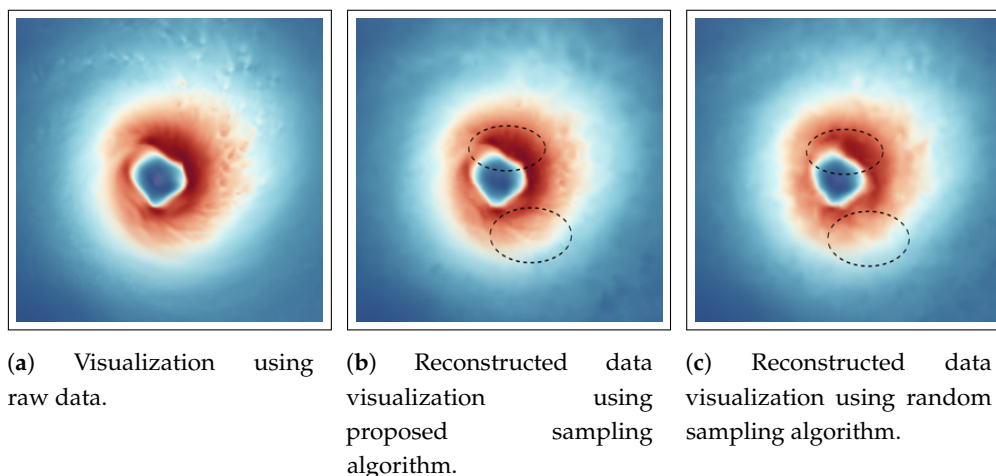 (a) Visualization using
raw data.
(b) Reconstructed data
visualization using
proposed sampling
algorithm.
(c) Reconstructed data
visualization using random
sampling algorithm.